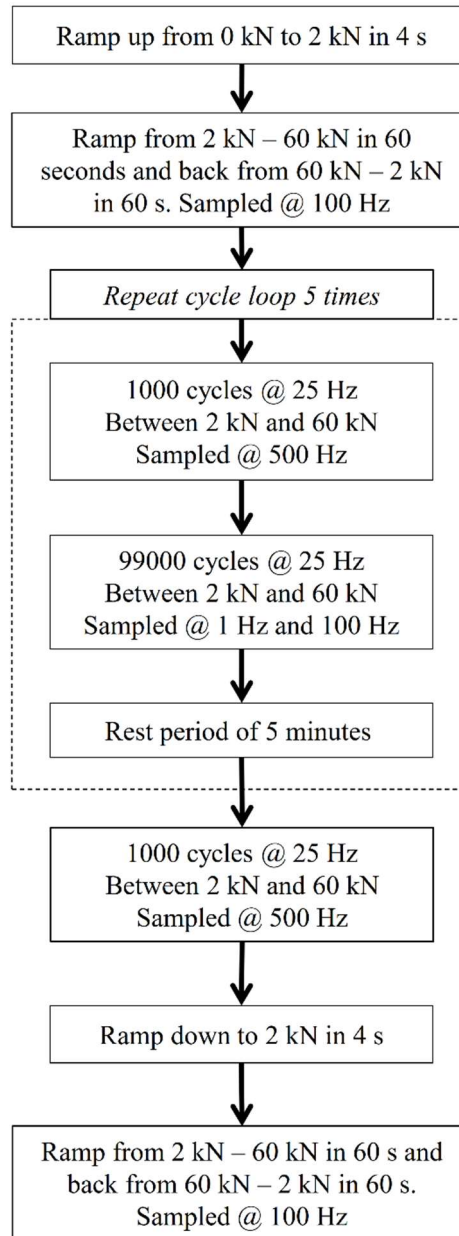 Ramp up from 0 kN to 2 kN in 4 s
Ramp from 2 kN – 60 kN in 60
seconds and back from 60 kN – 2 kN
in 60 s. Sampled @ 100 Hz
Repeat cycle loop 5 times
1000 cycles @ 25 Hz
Between 2 kN and 60 kN
Sampled @ 500 Hz
99000 cycles @ 25 Hz
Between 2 kN and 60 kN
Sampled @ 1 Hz and 100 Hz
Rest period of 5 minutes
1000 cycles @ 25 Hz
Between 2 kN and 60 kN
Sampled @ 500 Hz
Ramp down to 2 kN in 4 s
Ramp from 2 kN – 60 kN in 60 s and
back from 60 kN – 2 kN in 60 s.
Sampled @ 100 Hz